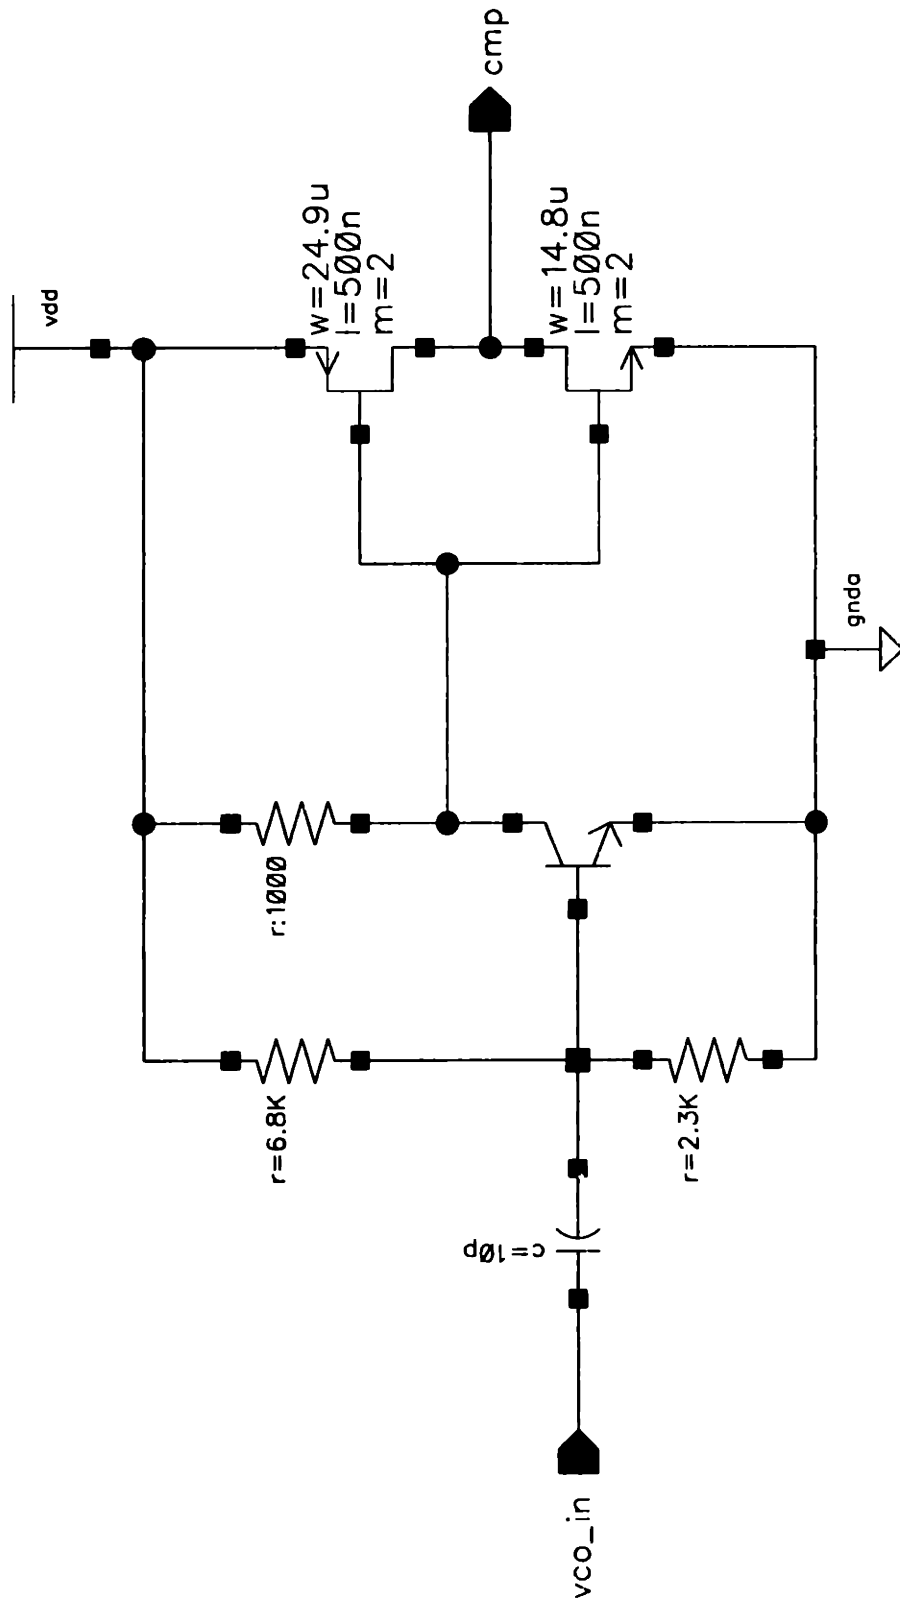 cmp
w=24.9u
l=500n
m=2
w=14.8u
l=500n
m=2
vdd
gnda
r:1000
r=6.8K
r=2.3K
c=10p
vco_in